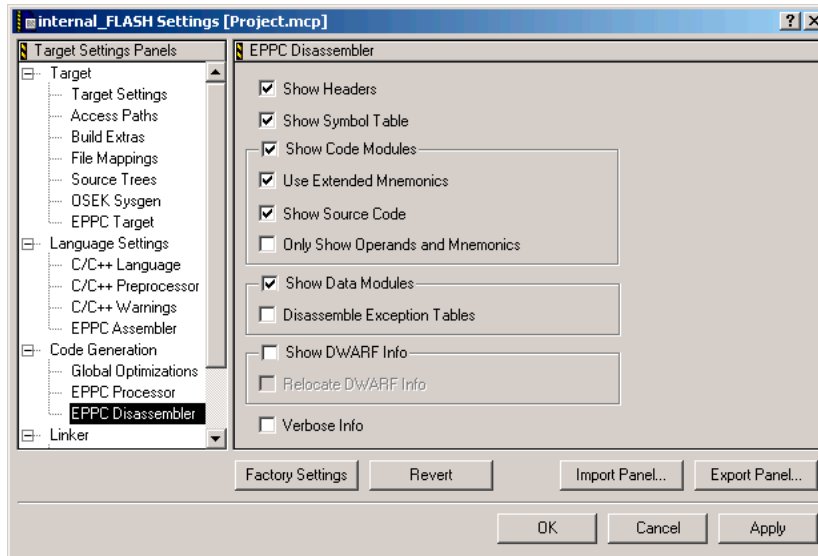 internal_FLASH Settings [Project.mcp]
Target Settings Panels
Target
Target Settings
Access Paths
Build Extras
File Mappings
Source Trees
OSEK Sysgen
EPPC Target
Language Settings
C/C++ Language
C/C++ Preprocessor
C/C++ Warnings
EPPC Assembler
Code Generation
Global Optimizations
EPPC Processor
EPPC Disassembler
Linker
EPPC Disassembler
Show Headers
Show Symbol Table
Show Code Modules
Use Extended Mnemonics
Show Source Code
Only Show Operands and Mnemonics
Show Data Modules
Disassemble Exception Tables
Show DWARF Info
Relocate DWARF Info
Verbose Info
Factory Settings
Revert
Import Panel...
Export Panel...
OK
Cancel
Apply